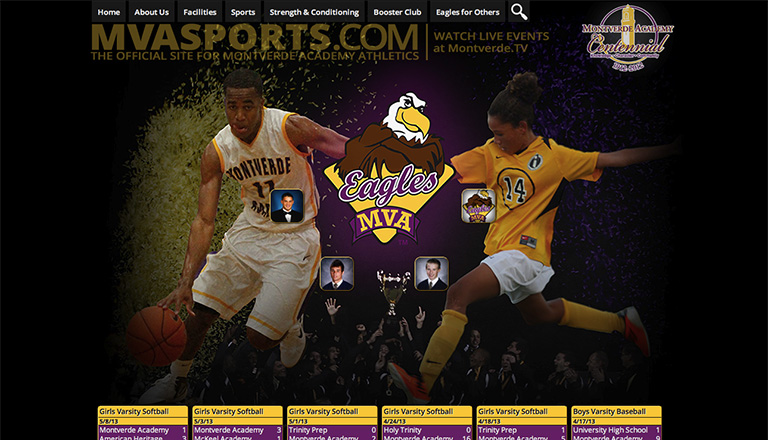 Home About Us Facilities Sports Strength & Conditioning Booster Club Eagles for Others
MVASPORTS.COM
THE OFFICIAL SITE FOR MONTVERDE ACADEMY ATHLETICS
WATCH LIVE EVENTS
at Montverde.TV
MONTVERDE ACADEMY
Centennial
1912-2012
MONTVERDE
11
14
Eagles
MVA
Girls Varsity Softball
5/8/13
Montverde Academy 1
American Heritage 3
Girls Varsity Softball
5/3/13
Montverde Academy 3
McKeel Academy 1
Girls Varsity Softball
5/1/13
Trinity Prep 0
Montverde Academy 2
Girls Varsity Softball
4/24/13
Holy Trinity 0
Montverde Academy 16
Girls Varsity Softball
4/18/13
Trinity Prep 1
Montverde Academy 5
Boys Varsity Baseball
4/17/13
University High School 1
Montverde Academy 9